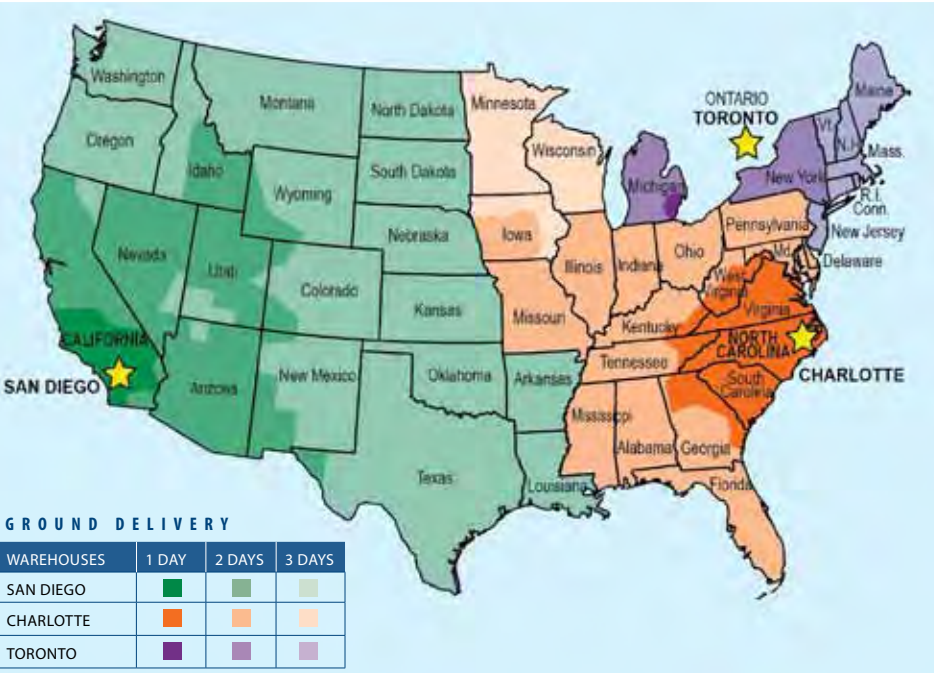 Washington
Montana
North Dakota
Minnesota
Maine
ONTARIO
TORONTO
Oregon
Idaho
South Dakota
Wisconsin
Vt.
N.H.
Mass.
Wyoming
Michigan
New York
R.I.
Conn.
Nevada
Utah
Nebraska
Iowa
Illinois
Indiana
Ohio
Pennsylvania
New Jersey
Md.
Delaware
Colorado
Kansas
Missouri
West
Virginia
Virginia
Kentucky
CALIFORNIA
NORTH
CAROLINA
SAN DIEGO
CHARLOTTE
Arizona
New Mexico
Oklahoma
Arkansas
Tennessee
South
Carolina
Mississippi
Alabama
Georgia
Texas
Louisiana
Florida
GROUND DELIVERY
WAREHOUSES 1 DAY 2 DAYS 3 DAYS
SAN DIEGO
CHARLOTTE
TORONTO